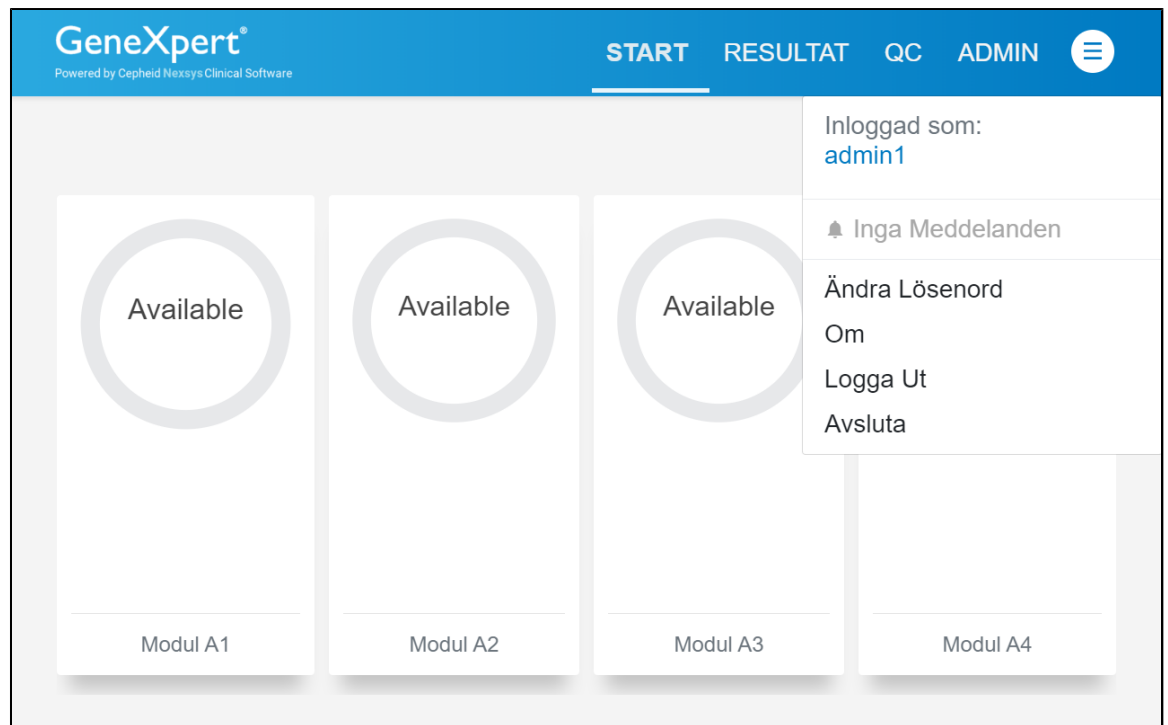 GeneXpert®
Powered by Cepheid Nexsys Clinical Software
START RESULTAT QC ADMIN
Inloggad som:
admin1
Inga Meddelanden
Ändra Lösenord
Om
Logga Ut
Avsluta
Available Available Available
Modul A1 Modul A2 Modul A3 Modul A4